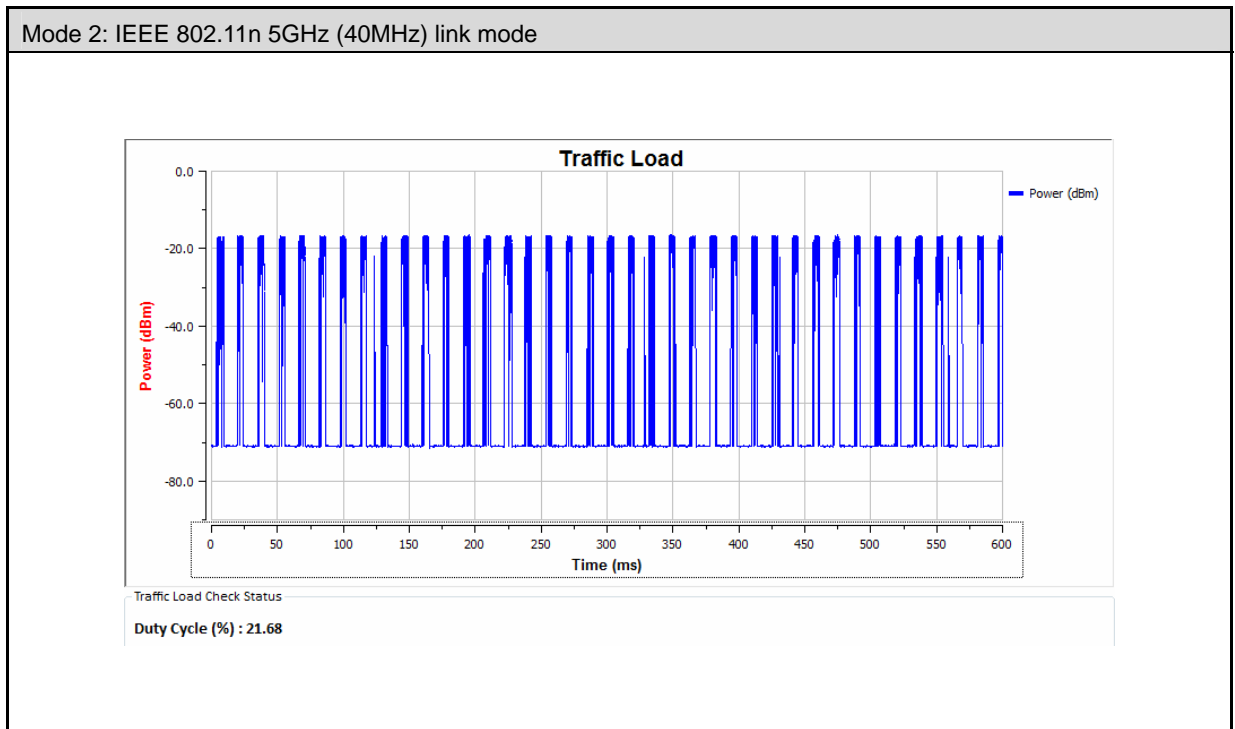 Mode 2: IEEE 802.11n 5GHz (40MHz) link mode
Traffic Load
Power (dBm)
0.0
-20.0
-40.0
-60.0
-80.0
Power (dBm)
0 50 100 150 200 250 300 350 400 450 500 550 600
Time (ms)
Traffic Load Check Status
Duty Cycle (%) : 21.68